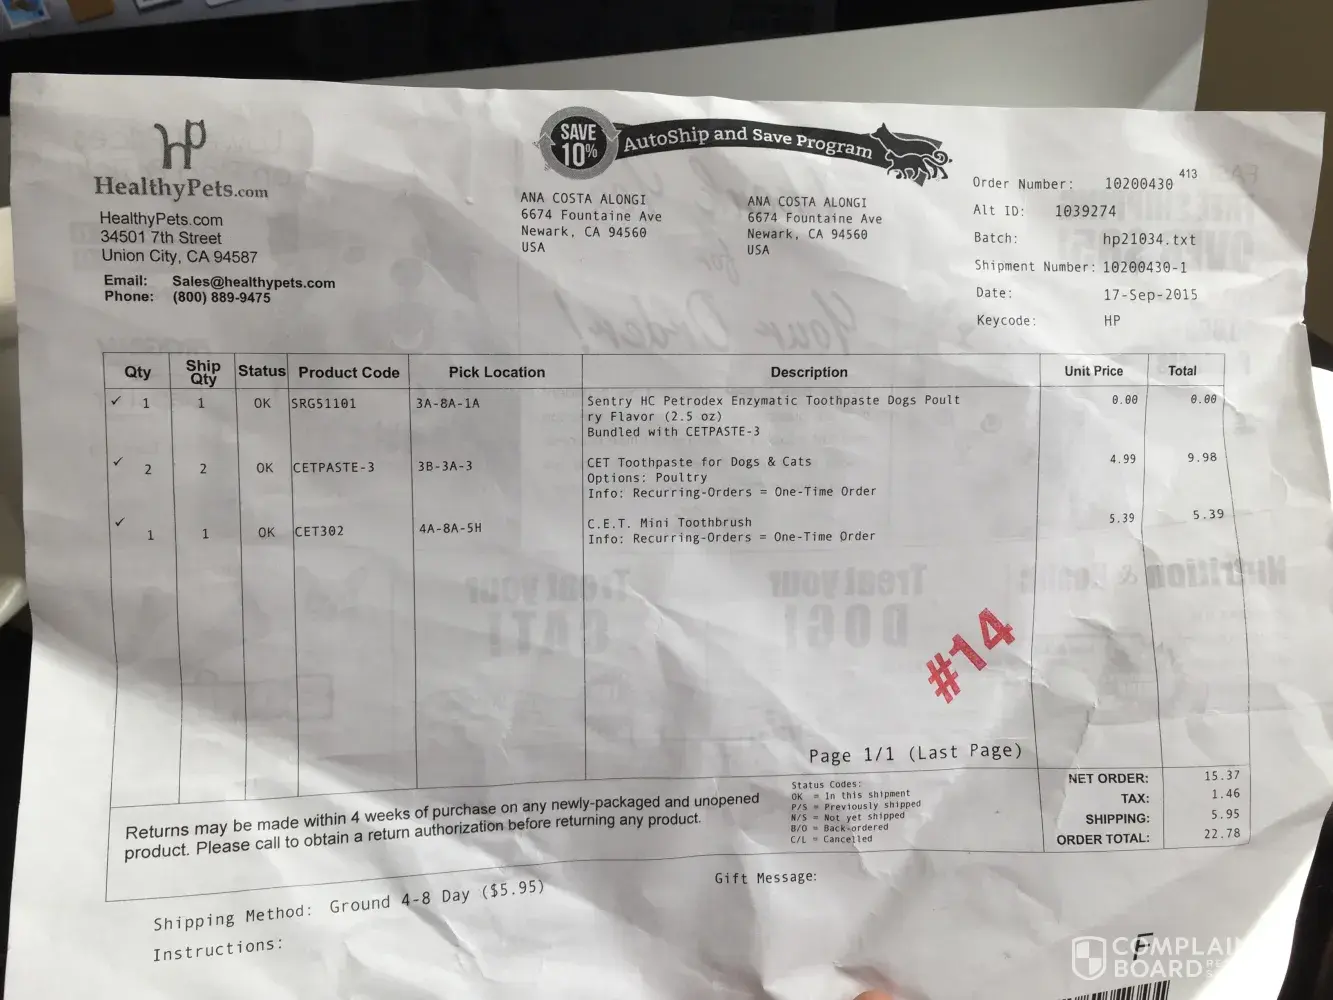 hp
HealthyPets.com
HealthyPets.com
34501 7th Street
Union City, CA 94587
Email: Sales@healthypets.com
Phone: (800) 889-9475
SAVE
10%
AutoShip and Save Program
ANA COSTA ALONGI
6674 Fountaine Ave
Newark, CA 94560
USA
ANA COSTA ALONGI
6674 Fountaine Ave
Newark, CA 94560
USA
Order Number: 10200430 413
Alt ID: 1039274
Batch: hp21034.txt
Shipment Number: 10200430-1
Date: 17-Sep-2015
Keycode: HP
Qty Ship Qty Status Product Code Pick Location Description Unit Price Total
✓ 1 1 OK SRG51101 3A-8A-1A Sentry HC Petrodex Enzymatic Toothpaste Dogs Poult 0.00 0.00
ry Flavor (2.5 oz)
Bundled with CETPASTE-3
✓ 2 2 OK CETPASTE-3 3B-3A-3 CET Toothpaste for Dogs & Cats 4.99 9.98
Options: Poultry
Info: Recurring-Orders = One-Time Order
✓ 1 1 OK CET302 4A-8A-5H C.E.T. Mini Toothbrush 5.39 5.39
Info: Recurring-Orders = One-Time Order
#14
Page 1/1 (Last Page)
Returns may be made within 4 weeks of purchase on any newly-packaged and unopened
product. Please call to obtain a return authorization before returning any product.
Status Codes:
OK = In this shipment
P/S = Previously shipped
N/S = Not yet shipped
B/O = Back-ordered
C/L = Cancelled
NET ORDER: 15.37
TAX: 1.46
SHIPPING: 5.95
ORDER TOTAL: 22.78
Shipping Method: Ground 4-8 Day ($5.95)
Instructions:
Gift Message:
F
COMPLAIN
BOARD